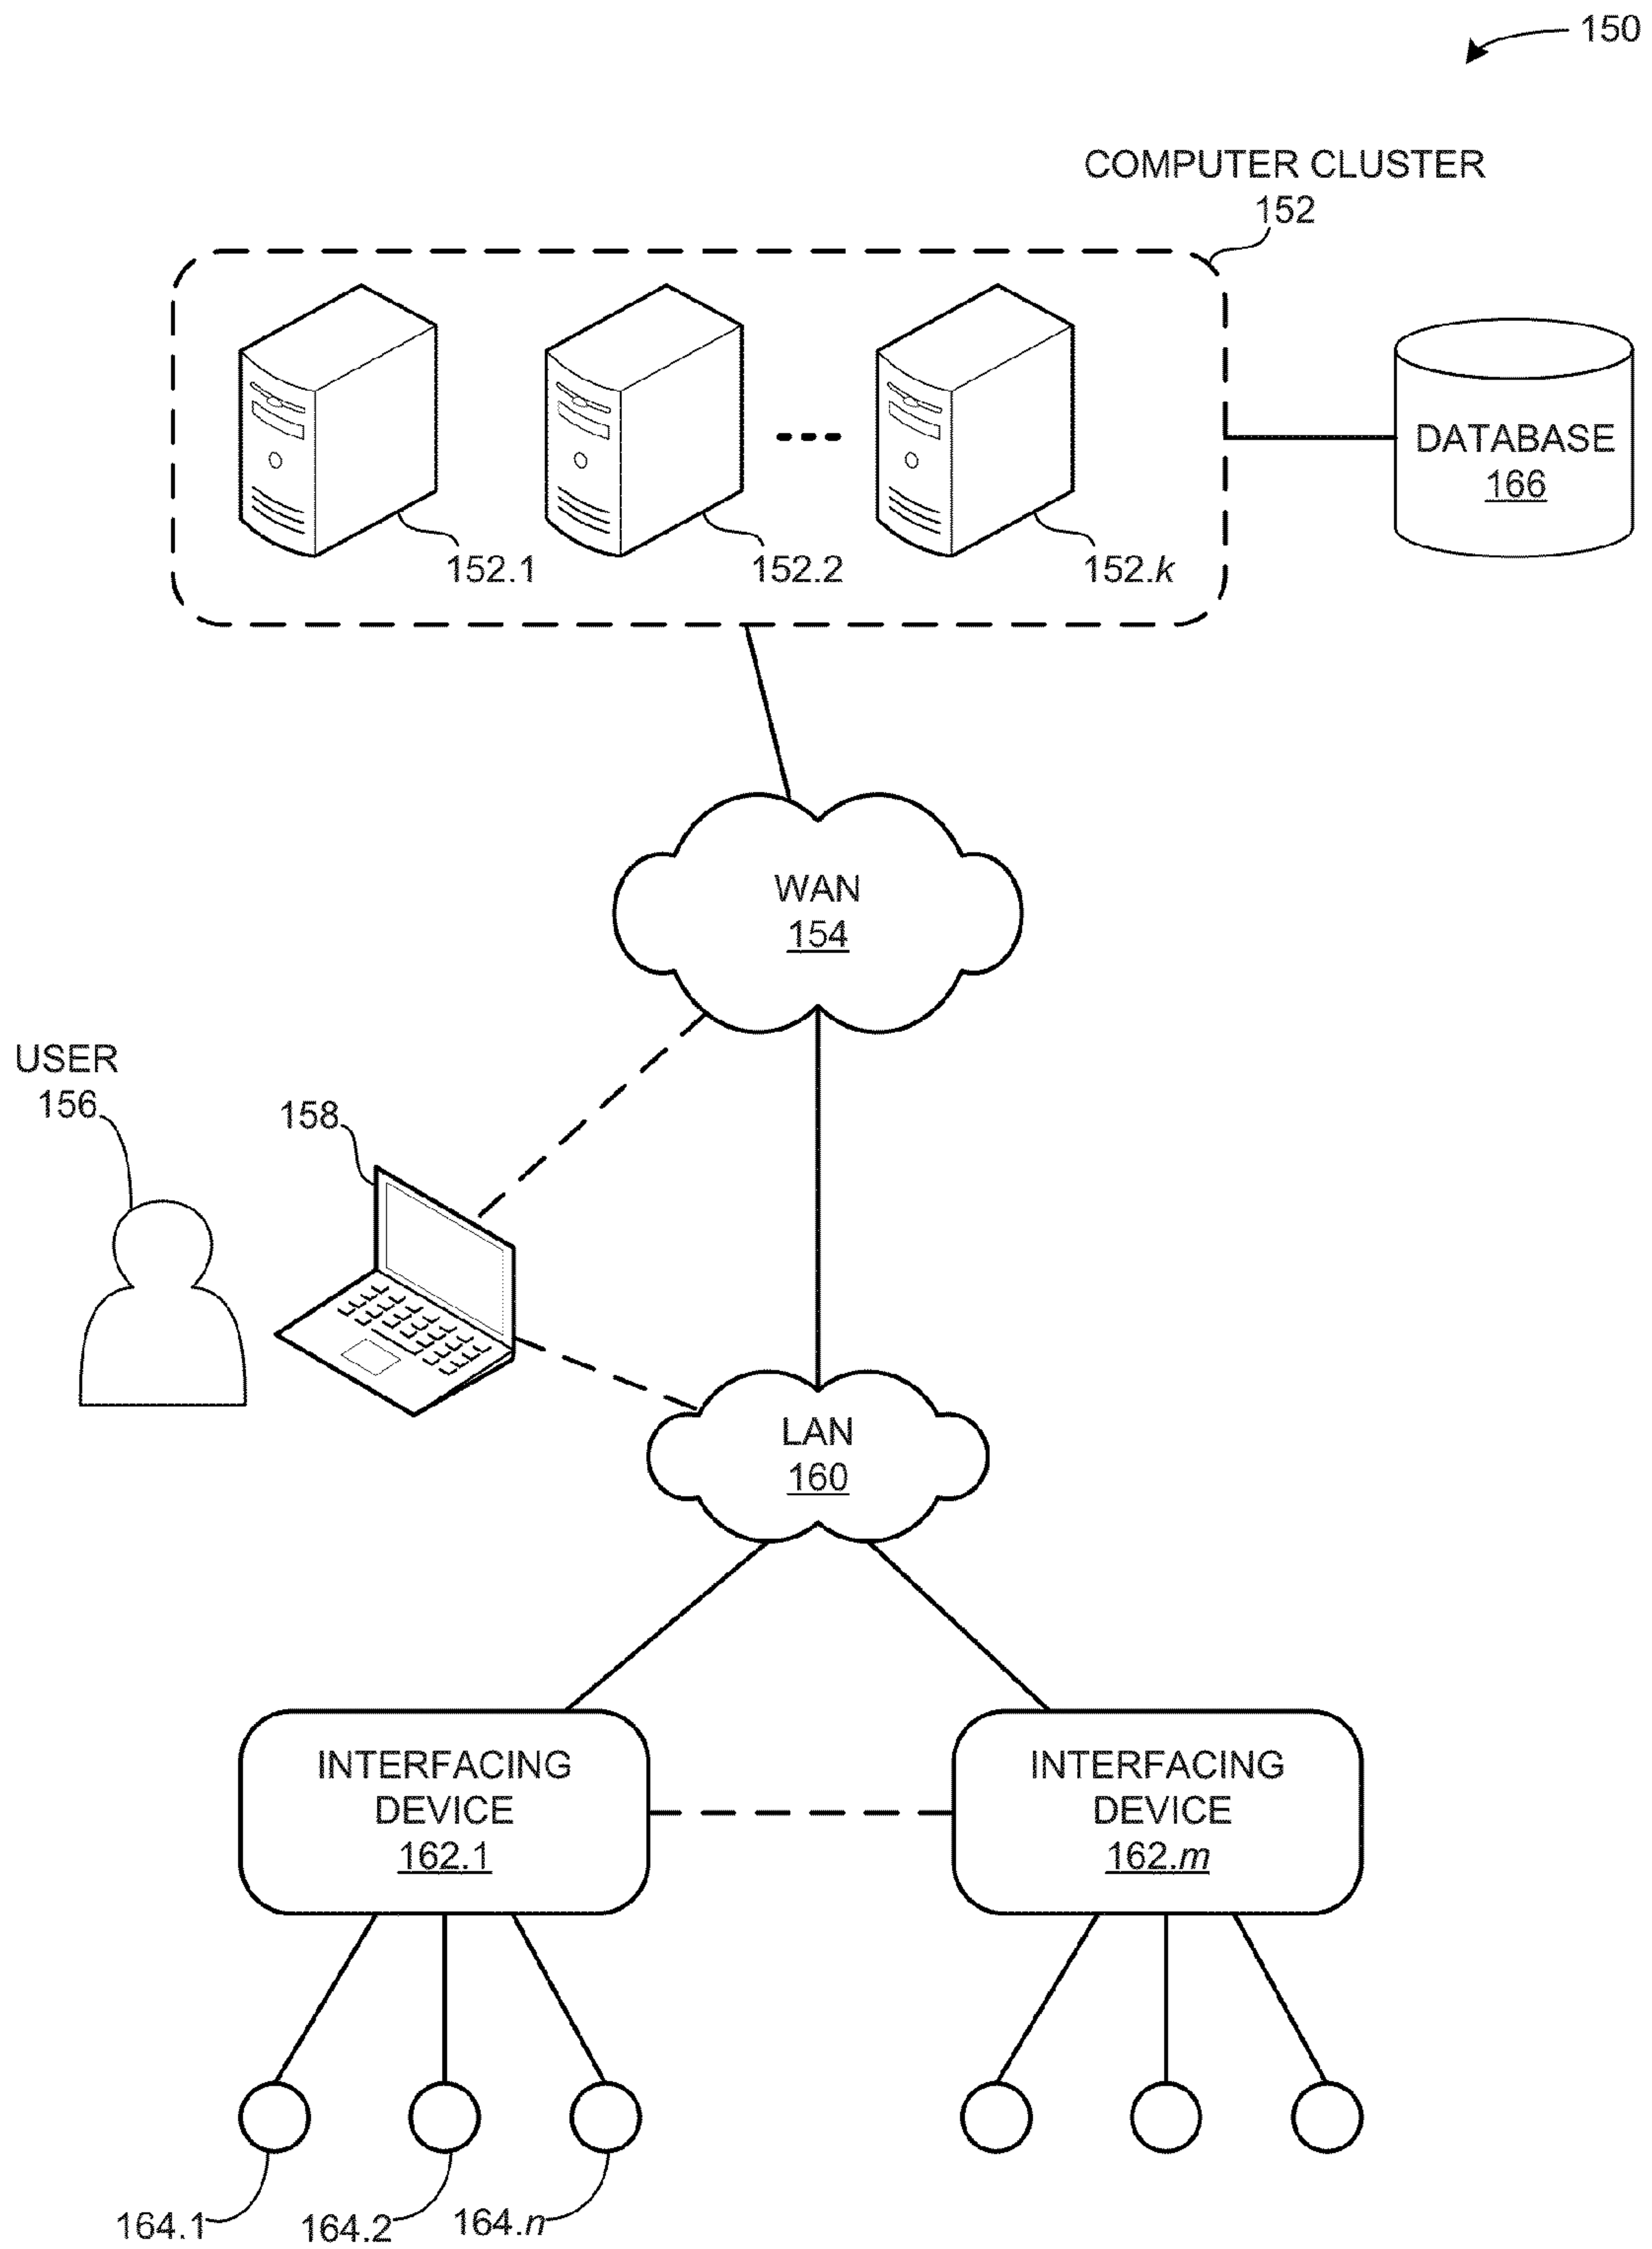 150
COMPUTER CLUSTER
152
DATABASE
166
152.1
152.2
152.k
WAN
154
USER
156
158
LAN
160
INTERFACING
DEVICE
162.1
INTERFACING
DEVICE
162.m
164.1
164.2
164.n